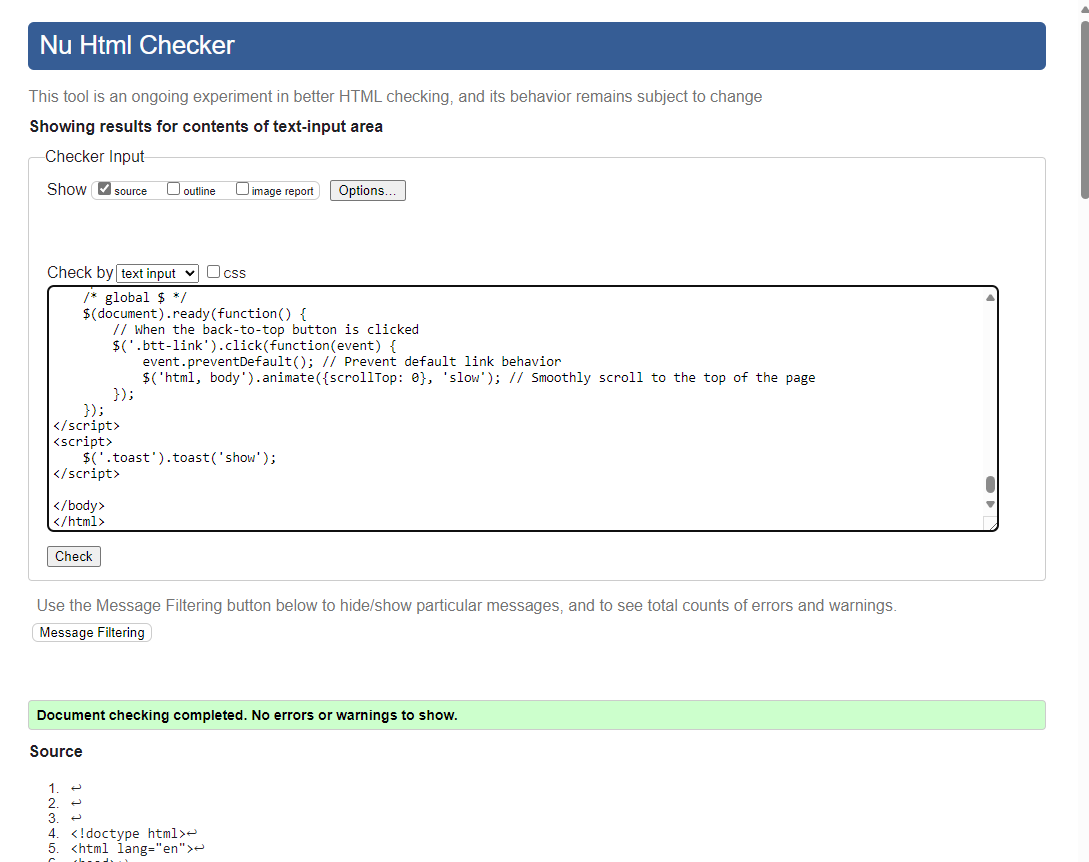 Nu Html Checker
This tool is an ongoing experiment in better HTML checking, and its behavior remains subject to change
Showing results for contents of text-input area
Checker Input
Show source outline image report Options...
Check by text input css
/* global $ */
$(document).ready(function() {
// When the back-to-top button is clicked
$('.btt-link').click(function(event) {
event.preventDefault(); // Prevent default link behavior
$('html, body').animate({scrollTop: 0}, 'slow'); // Smoothly scroll to the top of the page
});
});
</script>
<script>
$('.toast').toast('show');
</script>
</body>
</html>
Check
Use the Message Filtering button below to hide/show particular messages, and to see total counts of errors and warnings.
Message Filtering
Document checking completed. No errors or warnings to show.
Source
1. ↩
2. ↩
3. ↩
4. <!doctype html>↩
5. <html lang="en">↩